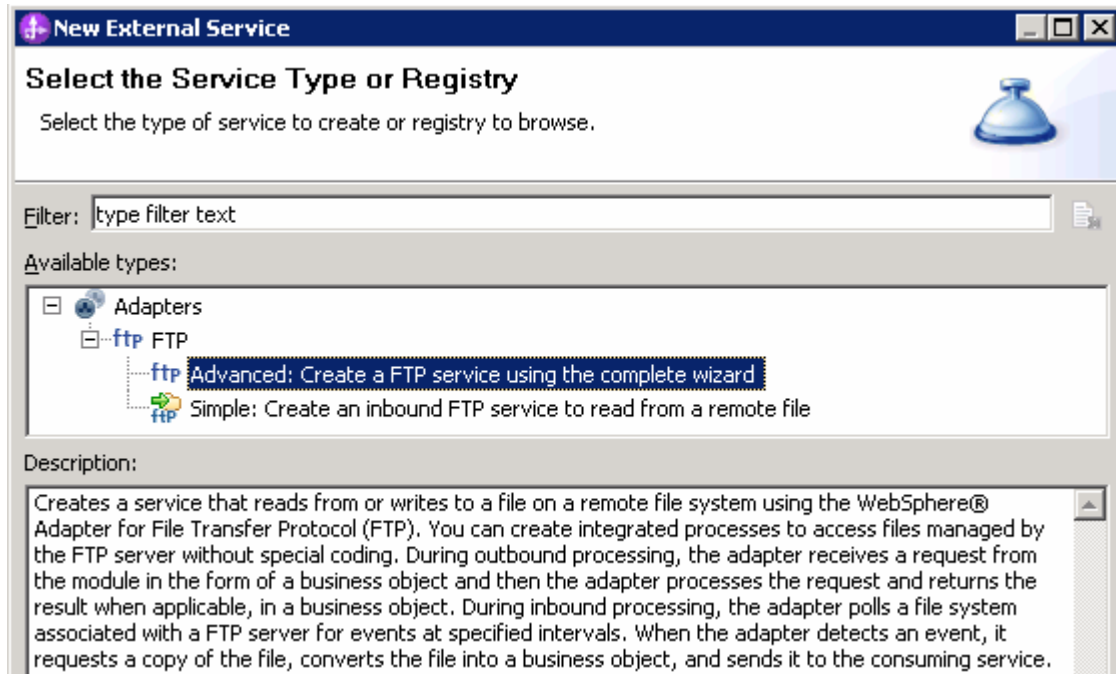 New External Service
Select the Service Type or Registry
Select the type of service to create or registry to browse.
Filter: type filter text
Available types:
Adapters
ftp FTP
ftp Advanced: Create a FTP service using the complete wizard
ftp Simple: Create an inbound FTP service to read from a remote file
Description:
Creates a service that reads from or writes to a file on a remote file system using the WebSphere®
Adapter for File Transfer Protocol (FTP). You can create integrated processes to access files managed by
the FTP server without special coding. During outbound processing, the adapter receives a request from
the module in the form of a business object and then the adapter processes the request and returns the
result when applicable, in a business object. During inbound processing, the adapter polls a file system
associated with a FTP server for events at specified intervals. When the adapter detects an event, it
requests a copy of the file, converts the file into a business object, and sends it to the consuming service.